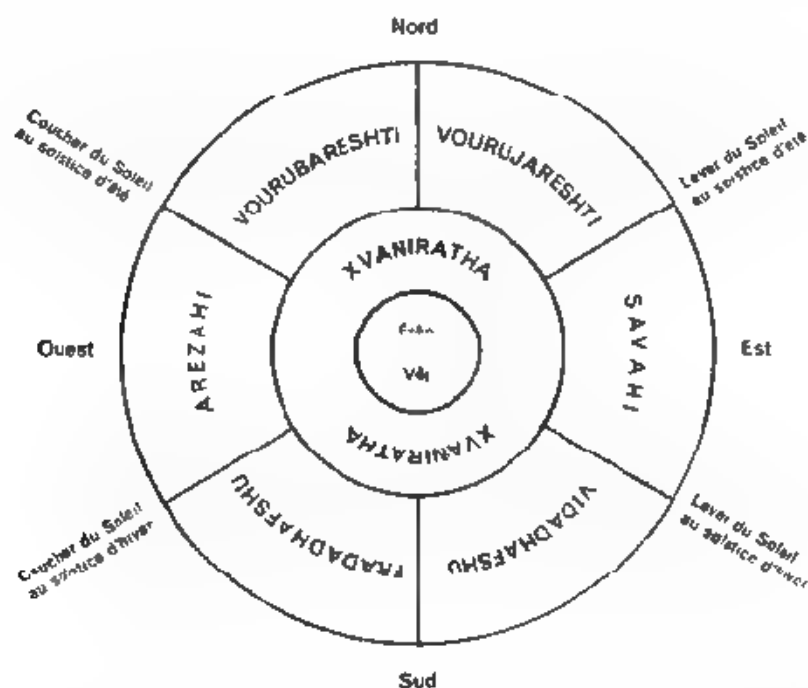 Nord
Coucher du Soleil
au solstice d'été
Lever du Soleil
au solstice d'été
VOURUBARESHTI
VOURUJARESHTI
XVANIRATHA
Ouest
AREZAHI
SAVAHI
Est
XVANIRATHA
FRADADHAFSHU
VIDADHAFSHU
Coucher du Soleil
au solstice d'hiver
Lever du Soleil
au solstice d'hiver
Sud